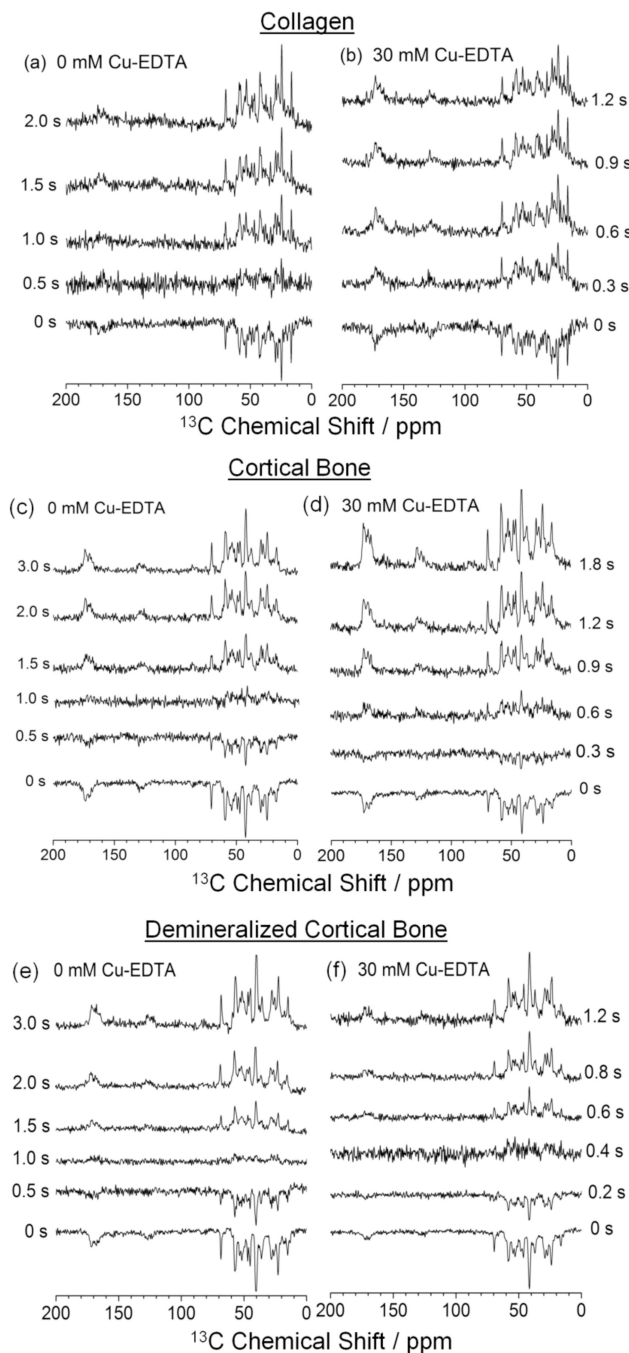 Collagen
(a) 0 mM Cu-EDTA
(b) 30 mM Cu-EDTA
2.0 s
1.5 s
1.0 s
0.5 s
0 s
1.2 s
0.9 s
0.6 s
0.3 s
0 s
200 150 100 50 0
200 150 100 50 0
¹³C Chemical Shift / ppm
Cortical Bone
(c) 0 mM Cu-EDTA
(d) 30 mM Cu-EDTA
3.0 s
2.0 s
1.5 s
1.0 s
0.5 s
0 s
1.8 s
1.2 s
0.9 s
0.6 s
0.3 s
0 s
200 150 100 50 0
200 150 100 50 0
¹³C Chemical Shift / ppm
Demineralized Cortical Bone
(e) 0 mM Cu-EDTA
(f) 30 mM Cu-EDTA
3.0 s
2.0 s
1.5 s
1.0 s
0.5 s
0 s
1.2 s
0.8 s
0.6 s
0.4 s
0.2 s
0 s
200 150 100 50 0
200 150 100 50 0
¹³C Chemical Shift / ppm